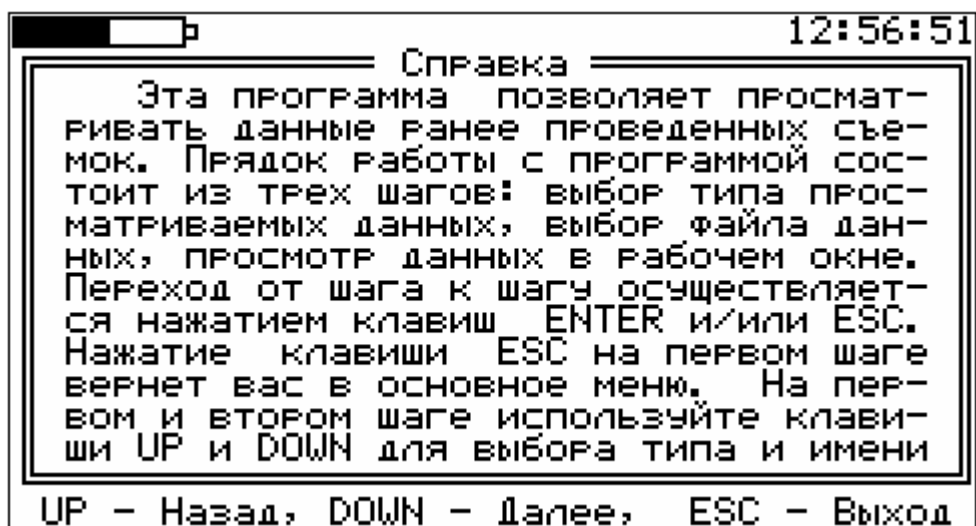 12:56:51
Справка
Эта программа позволяет просмат-
ривать данные ранее проведенных съе-
мок. Прядок работы с программой сос-
тоит из трех шагов: выбор типа прос-
матриваемых данных, выбор файла дан-
ных, просмотр данных в рабочем окне.
Переход от шага к шагу осуществляет-
ся нажатием клавиш ENTER и/или ESC.
Нажатие клавиши ESC на первом шаге
вернет вас в основное меню. На пер-
вом и втором шаге используйте клави-
ши UP и DOWN для выбора типа и имени
UP - Назад, DOWN - Далее, ESC - Выход